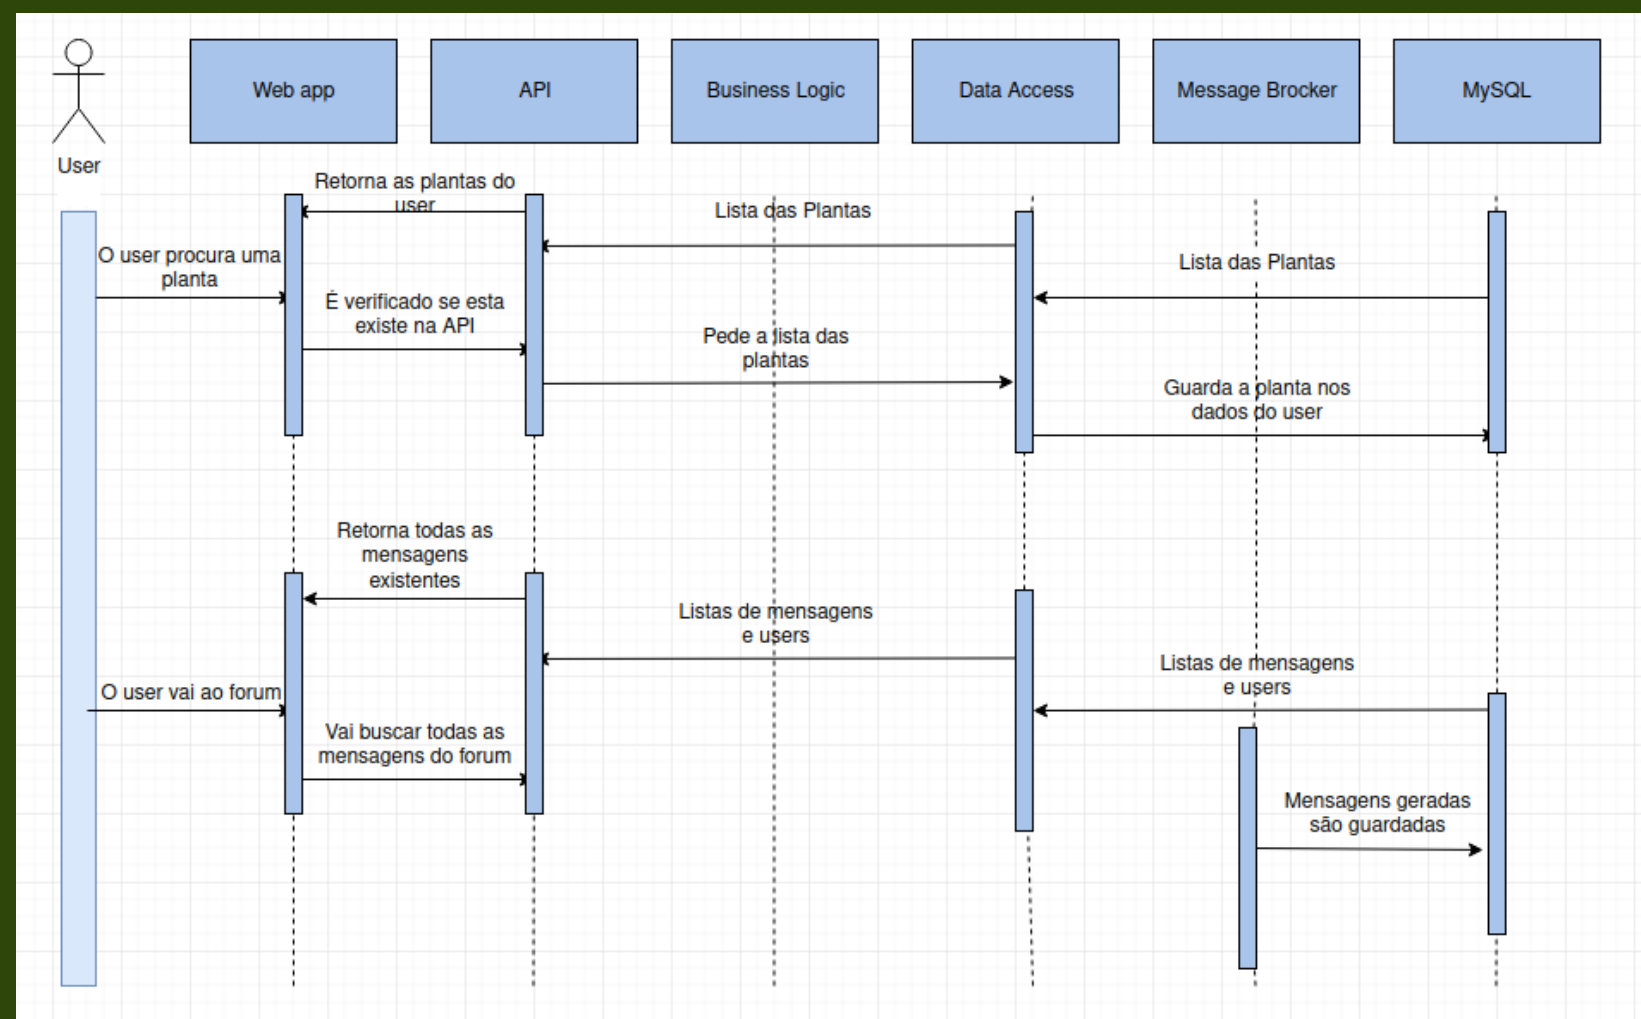 Web app
API
Business Logic
Data Access
Message Brocker
MySQL
User
Retorna as plantas do
user
Lista das Plantas
O user procura uma
planta
Lista das Plantas
É verificado se esta
existe na API
Pede a lista das
plantas
Guarda a planta nos
dados do user
Retorna todas as
mensagens
existentes
Listas de mensagens
e users
Listas de mensagens
e users
O user vai ao forum
Vai buscar todas as
mensagens do forum
Mensagens geradas
são guardadas